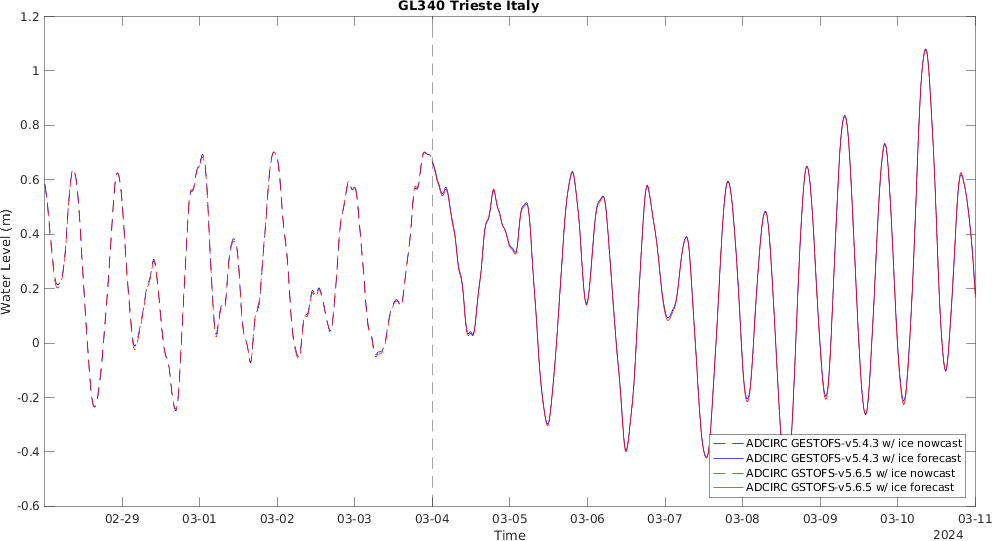 GL340 Trieste Italy
1.2
1
0.8
0.6
0.4
0.2
0
-0.2
-0.4
-0.6
Water Level (m)
ADCIRC GESTOFS-v5.4.3 w/ ice nowcast
ADCIRC GESTOFS-v5.4.3 w/ ice forecast
ADCIRC GSTOFS-v5.6.5 w/ ice nowcast
ADCIRC GSTOFS-v5.6.5 w/ ice forecast
02-29 03-01 03-02 03-03 03-04 03-05 03-06 03-07 03-08 03-09 03-10 03-11
Time
2024